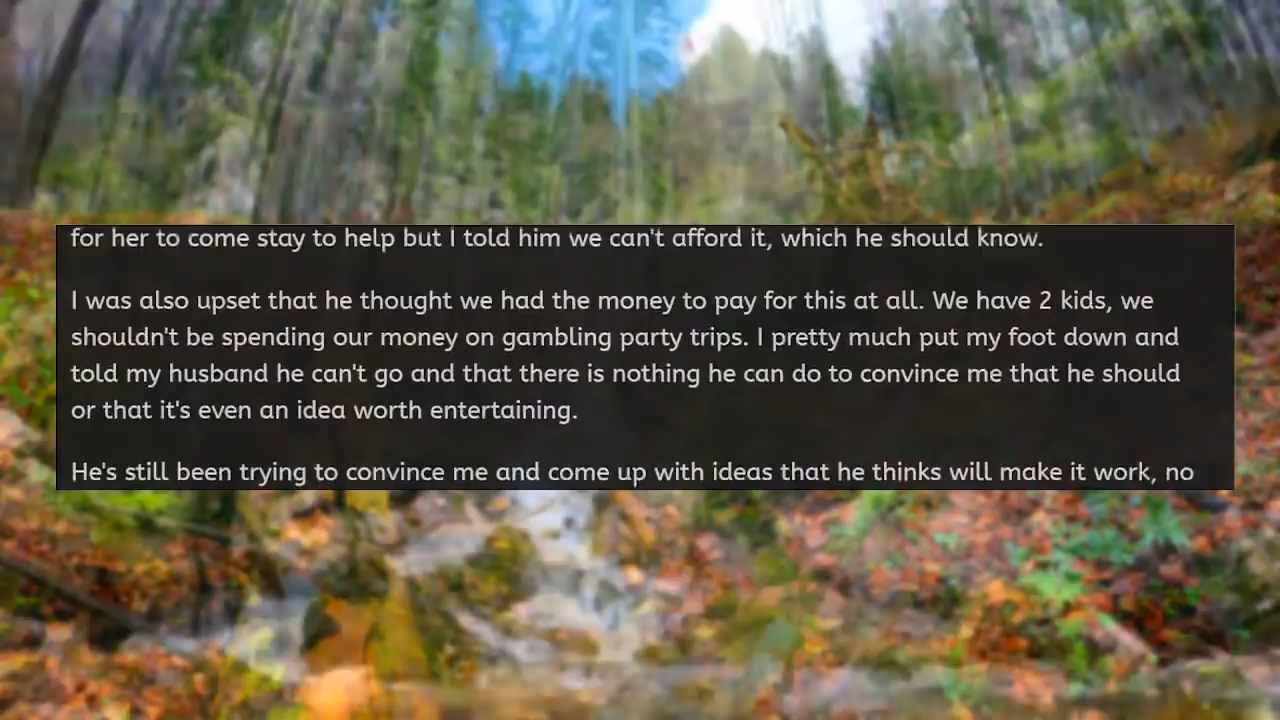 for her to come stay to help but I told him we can't afford it, which he should know.
I was also upset that he thought we had the money to pay for this at all. We have 2 kids, we
shouldn't be spending our money on gambling party trips. I pretty much put my foot down and
told my husband he can't go and that there is nothing he can do to convince me that he should
or that it's even an idea worth entertaining.
He's still been trying to convince me and come up with ideas that he thinks will make it work, no